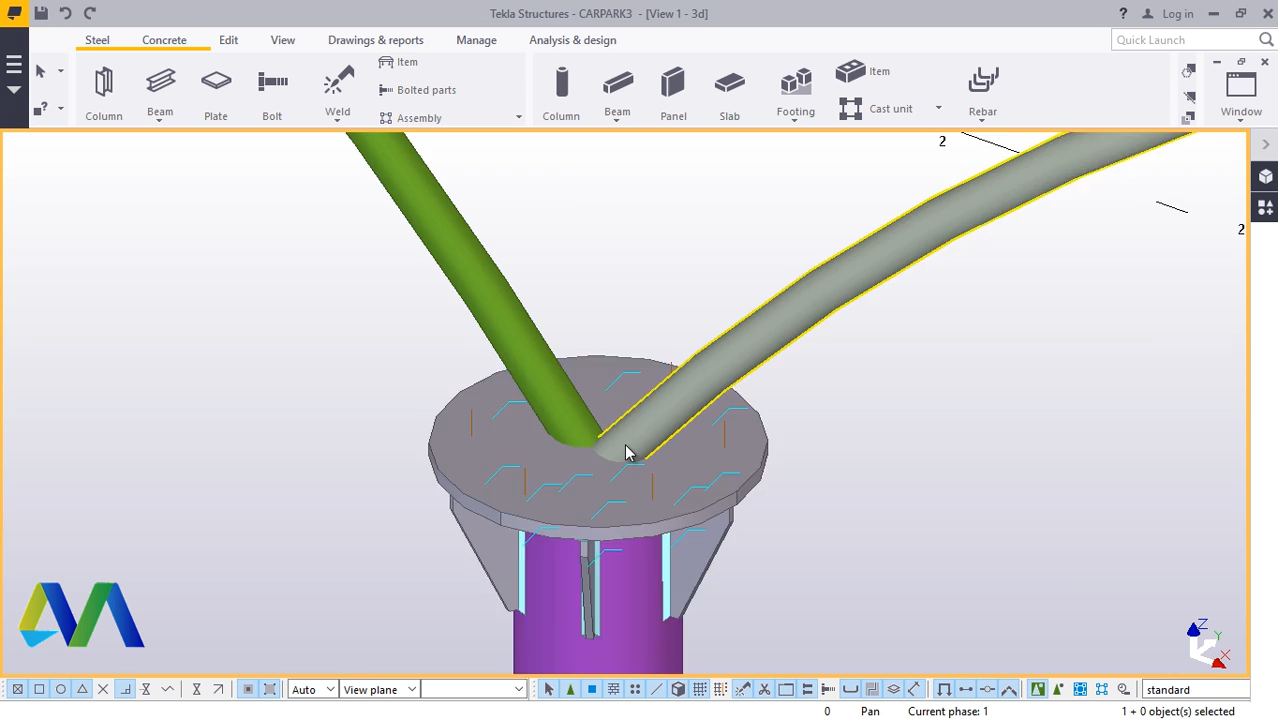 Tekla Structures - CARPARK3 - [View 1 - 3d]
? Log in
Steel Concrete Edit View Drawings & reports Manage Analysis & design Quick Launch
Item
Bolted parts
Assembly
Item
Cast unit
Column Beam Plate Bolt Weld Column Beam Panel Slab Footing Rebar Window
2
2
Z
Y
X
Auto View plane standard
0 Pan Current phase: 1 1 + 0 object(s) selected